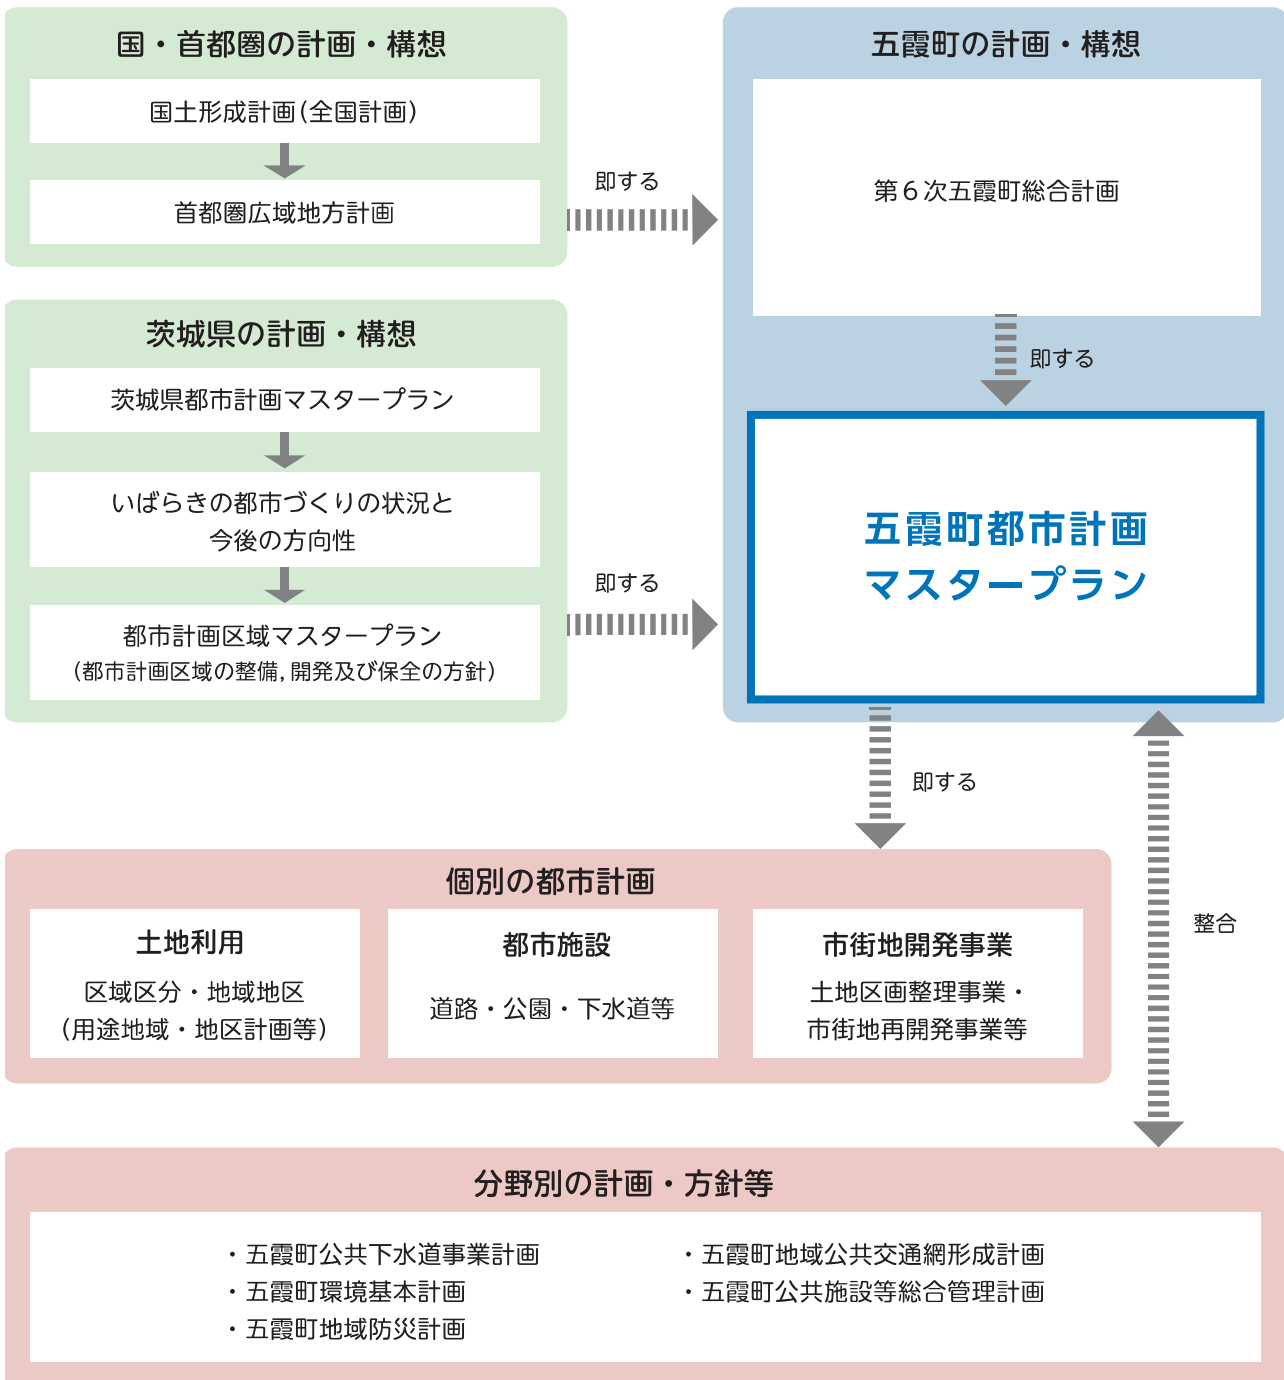 国・首都圏の計画・構想
国土形成計画(全国計画)
首都圏広域地方計画
即する
茨城県の計画・構想
茨城県都市計画マスタープラン
いばらきの都市づくりの状況と
今後の方向性
都市計画区域マスタープラン
(都市計画区域の整備,開発及び保全の方針)
即する
五霞町の計画・構想
第6次五霞町総合計画
即する
五霞町都市計画
マスタープラン
即する
整合
個別の都市計画
土地利用
区域区分・地域地区
(用途地域・地区計画等)
都市施設
道路・公園・下水道等
市街地開発事業
土地区画整理事業・
市街地再開発事業等
分野別の計画・方針等
・五霞町公共下水道事業計画
・五霞町環境基本計画
・五霞町地域防災計画
・五霞町地域公共交通網形成計画
・五霞町公共施設等総合管理計画